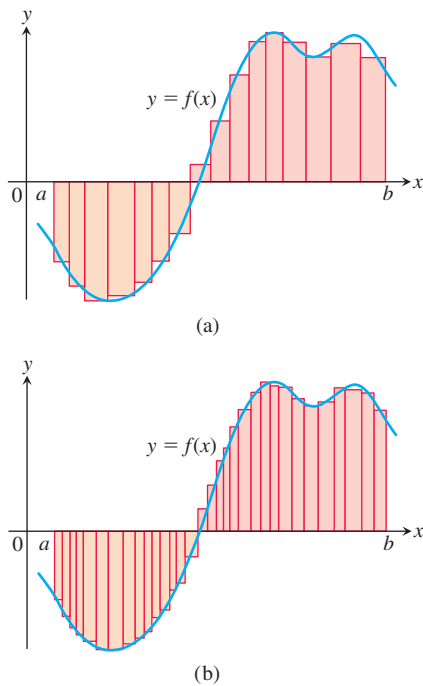 y
y = f(x)
0 a b x
(a)
y
y = f(x)
0 a b x
(b)